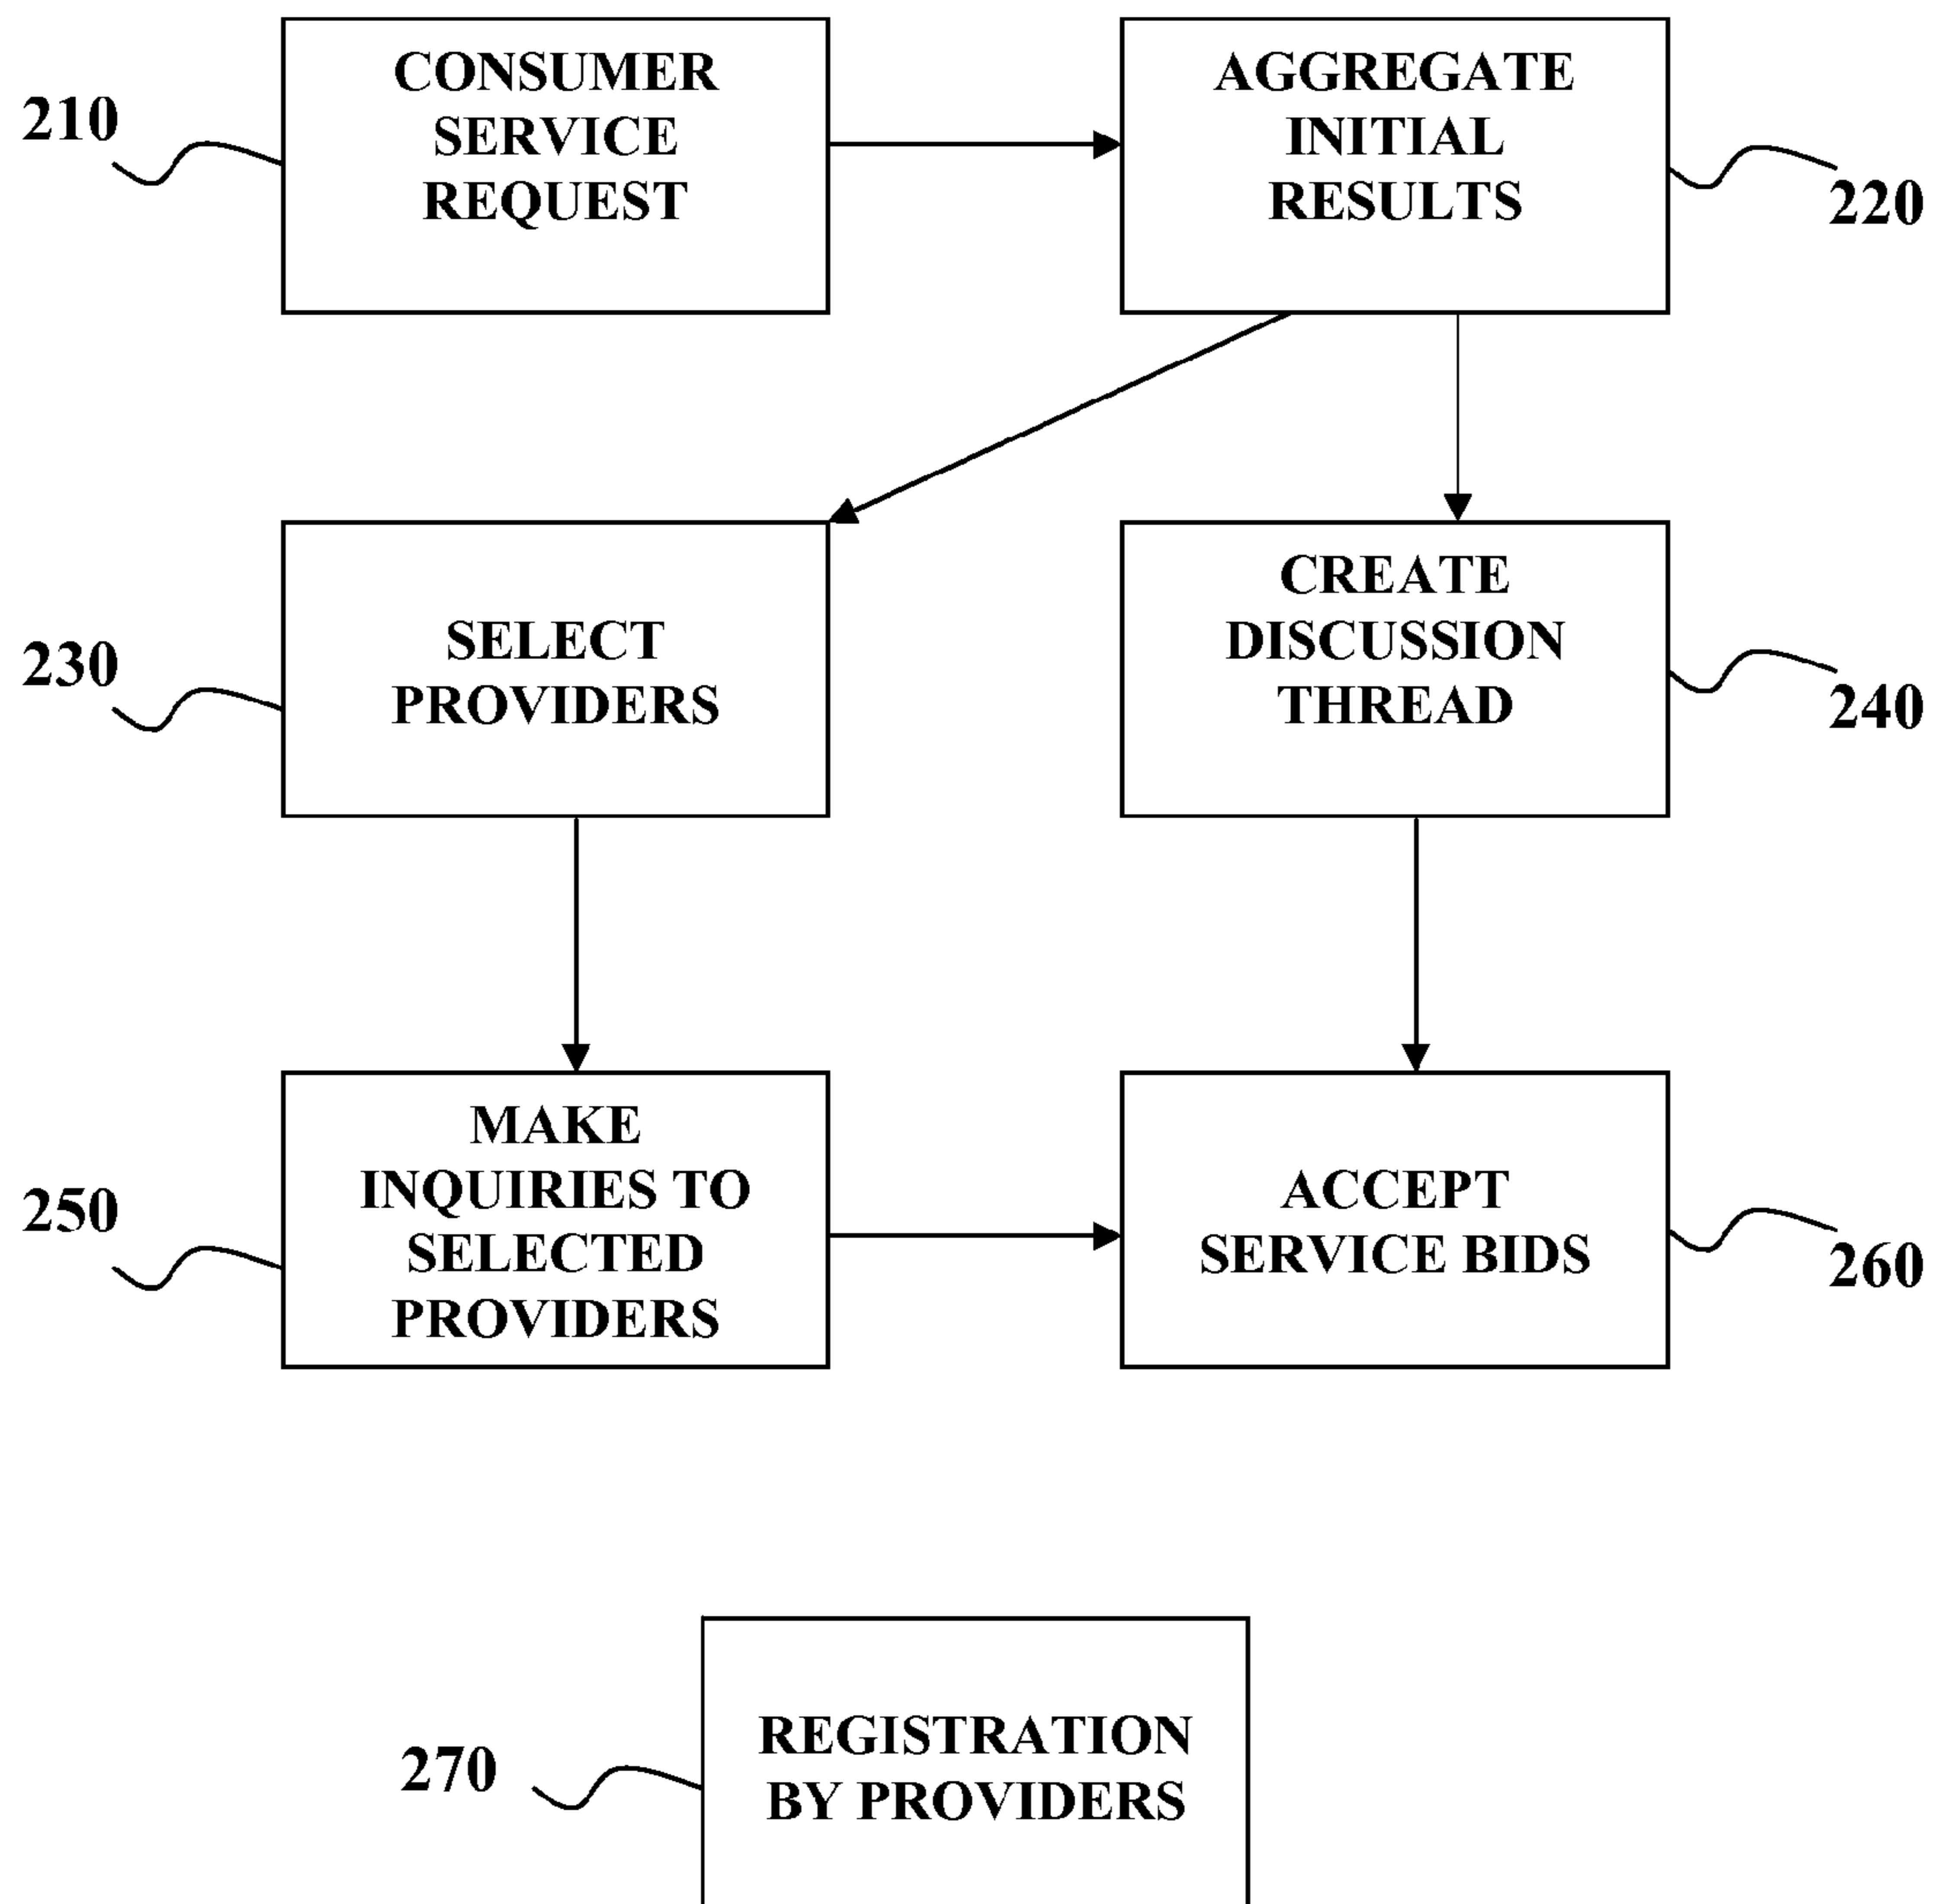 CONSUMER
SERVICE
REQUEST
210
AGGREGATE
INITIAL
RESULTS
220
SELECT
PROVIDERS
230
CREATE
DISCUSSION
THREAD
240
MAKE
INQUIRIES TO
SELECTED
PROVIDERS
250
ACCEPT
SERVICE BIDS
260
REGISTRATION
BY PROVIDERS
270